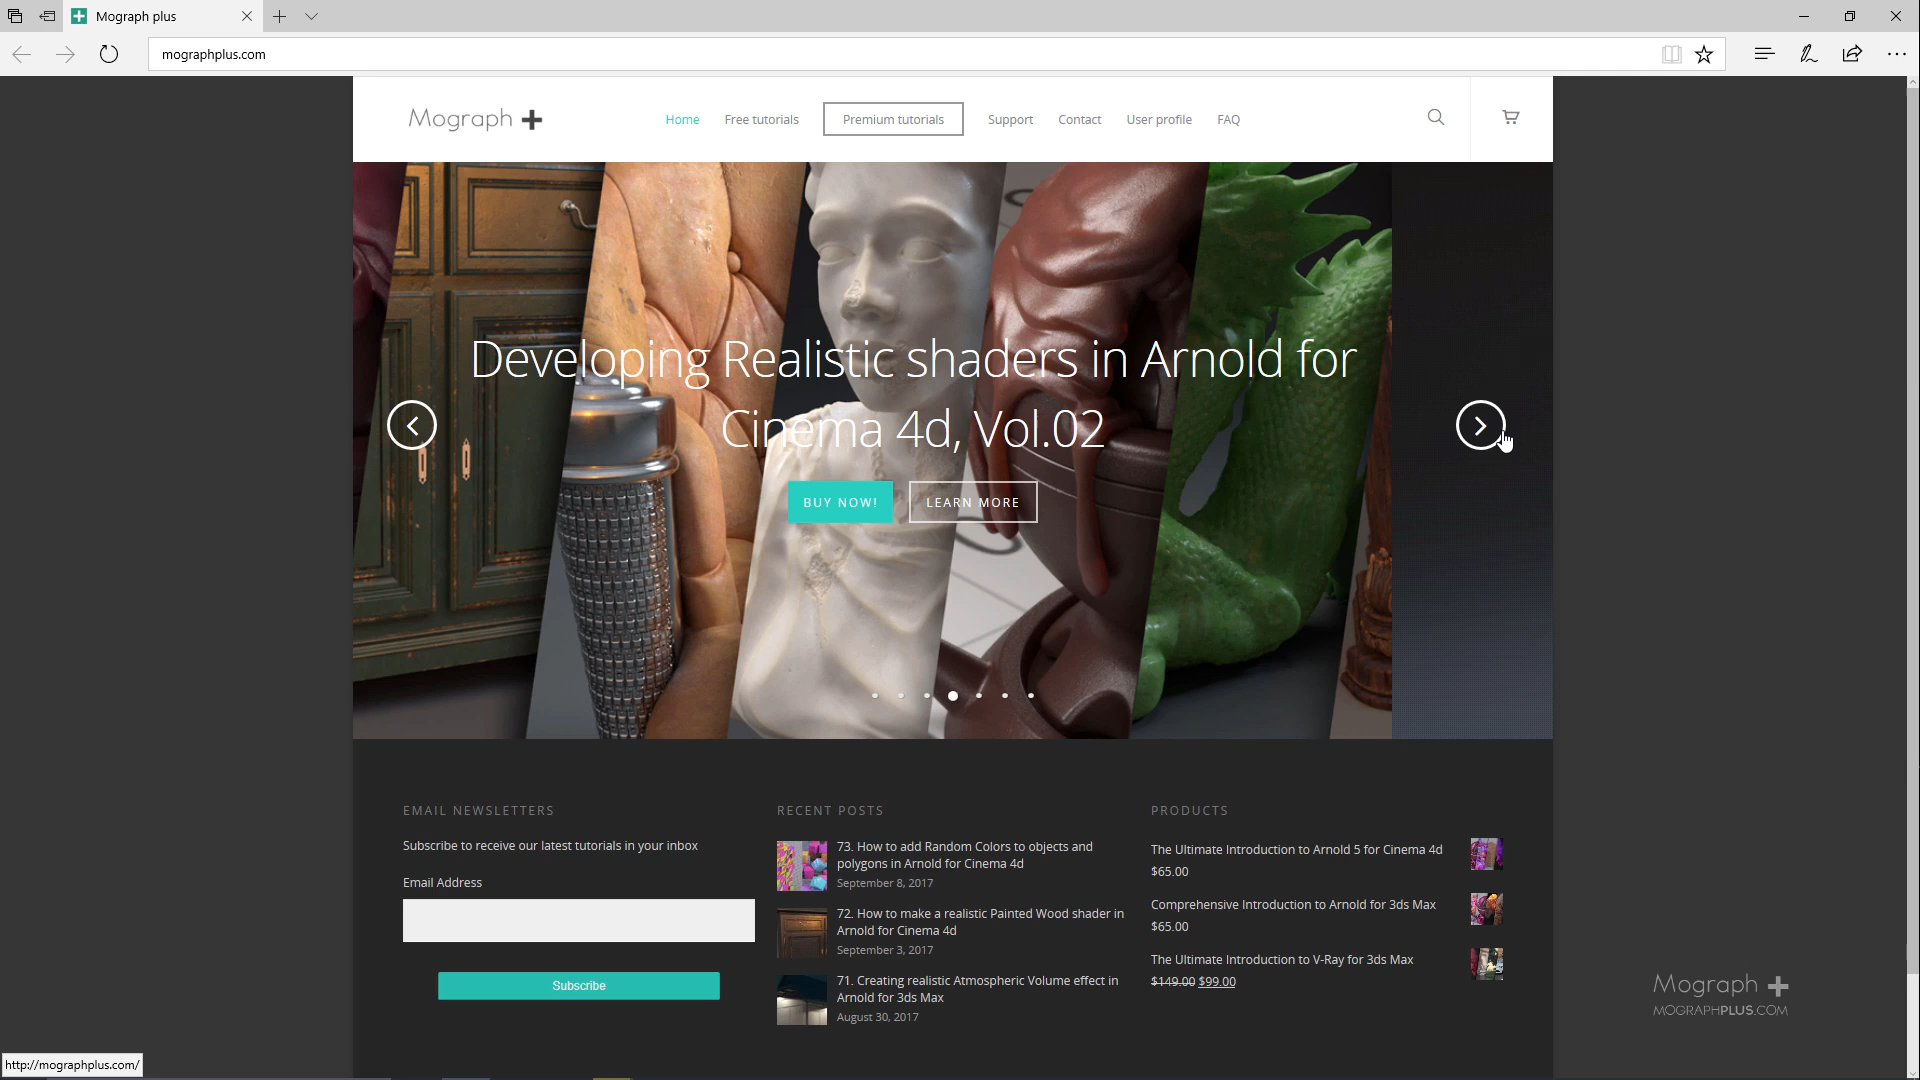 Mograph plus
mographplus.com
Mograph
Home
Free tutorials
Premium tutorials
Support
Contact
User profile
FAQ
Developing Realistic shaders in Arnold for
Cinema 4d, Vol.02
BUY NOW!
LEARN MORE
EMAIL NEWSLETTERS
Subscribe to receive our latest tutorials in your inbox
Email Address
Subscribe
RECENT POSTS
73. How to add Random Colors to objects and
polygons in Arnold for Cinema 4d
September 8, 2017
72. How to make a realistic Painted Wood shader in
Arnold for Cinema 4d
September 3, 2017
71. Creating realistic Atmospheric Volume effect in
Arnold for 3ds Max
August 30, 2017
PRODUCTS
The Ultimate Introduction to Arnold 5 for Cinema 4d
$65.00
Comprehensive Introduction to Arnold for 3ds Max
$65.00
The Ultimate Introduction to V-Ray for 3ds Max
$149.00 $99.00
Mograph
MOGRAPHPLUS.COM
http://mographplus.com/